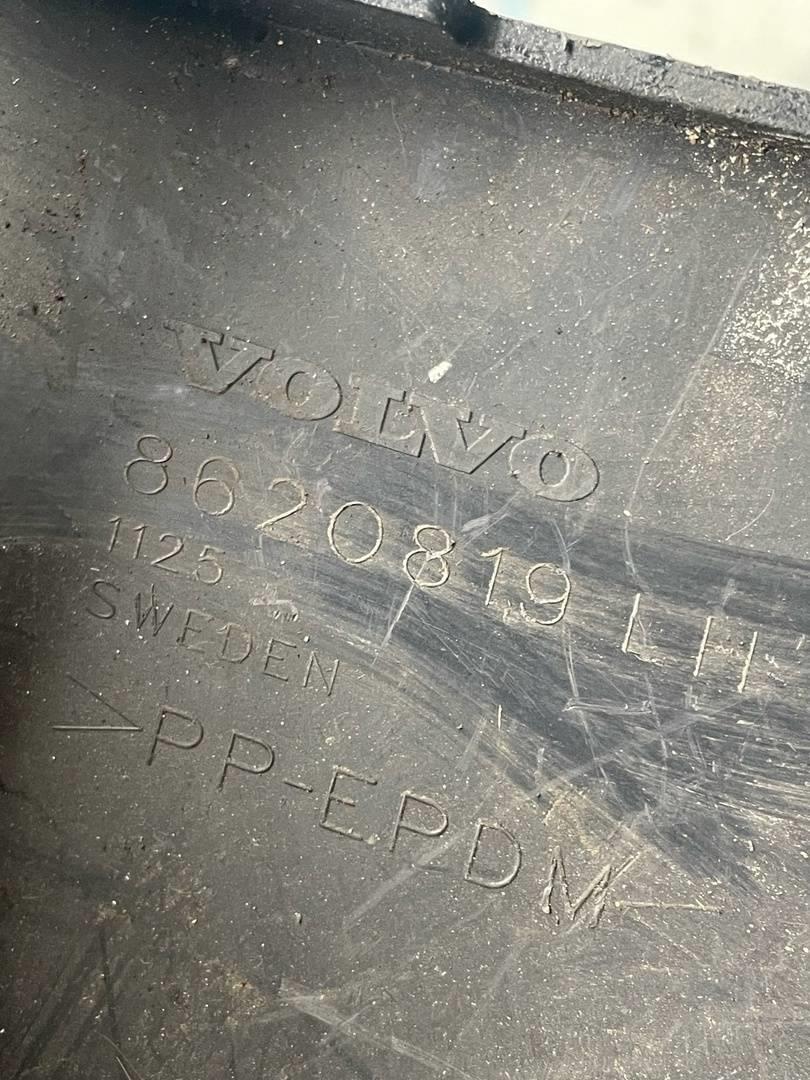 VOLVO
8620819 LH
1125
SWEDEN
>PP-EPDM<